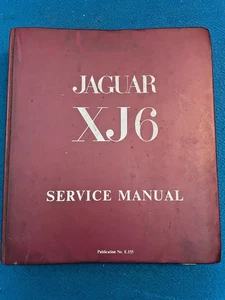 JAGUAR
XJ6
SERVICE MANUAL
Publication No. E.155